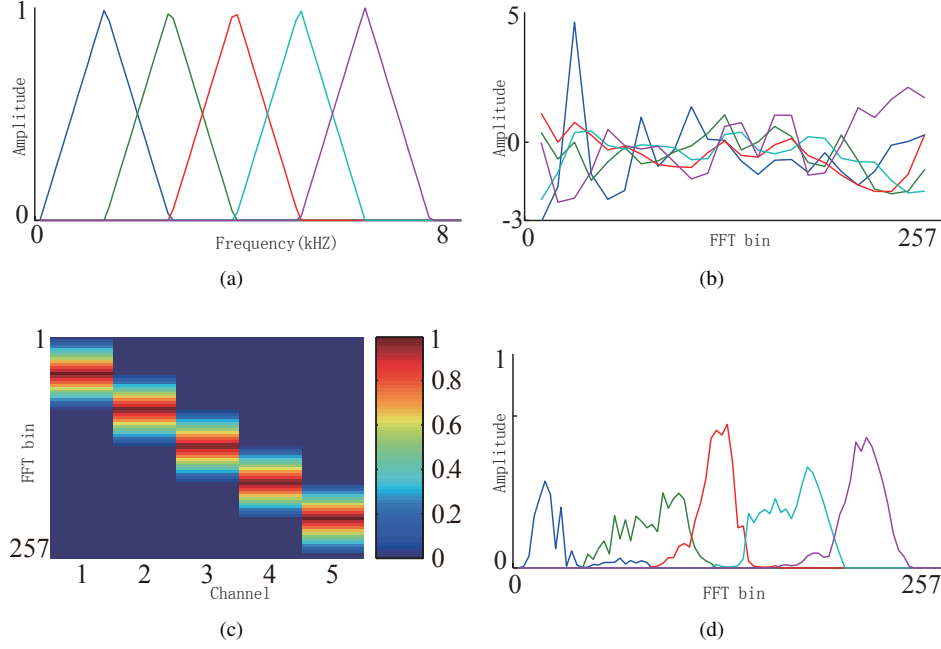 1
Amplitude
0
0
Frequency(kHZ)
8
(a)
5
Amplitude
0
-3
0
FFT bin
257
(b)
1
FFT bin
257
1 2 3 4 5
Channel
1
0.8
0.6
0.4
0.2
0
(c)
1
Amplitude
0
0
FFT bin
257
(d)